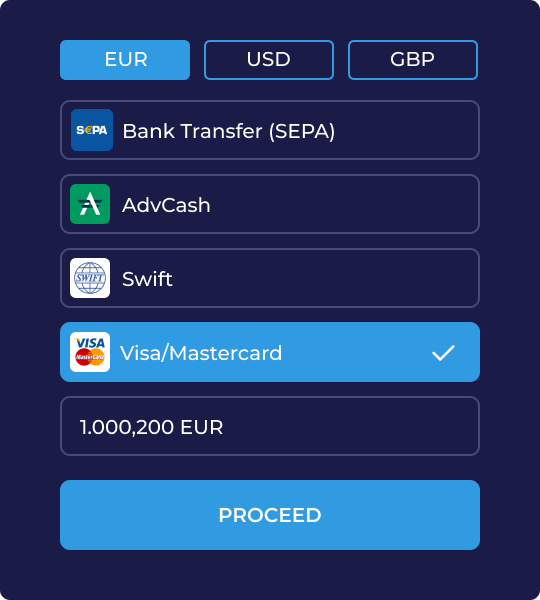 EUR USD GBP
SEPA Bank Transfer (SEPA)
AdvCash
SWIFT Swift
VISA
MasterCard
Visa/Mastercard
1.000,200 EUR
PROCEED